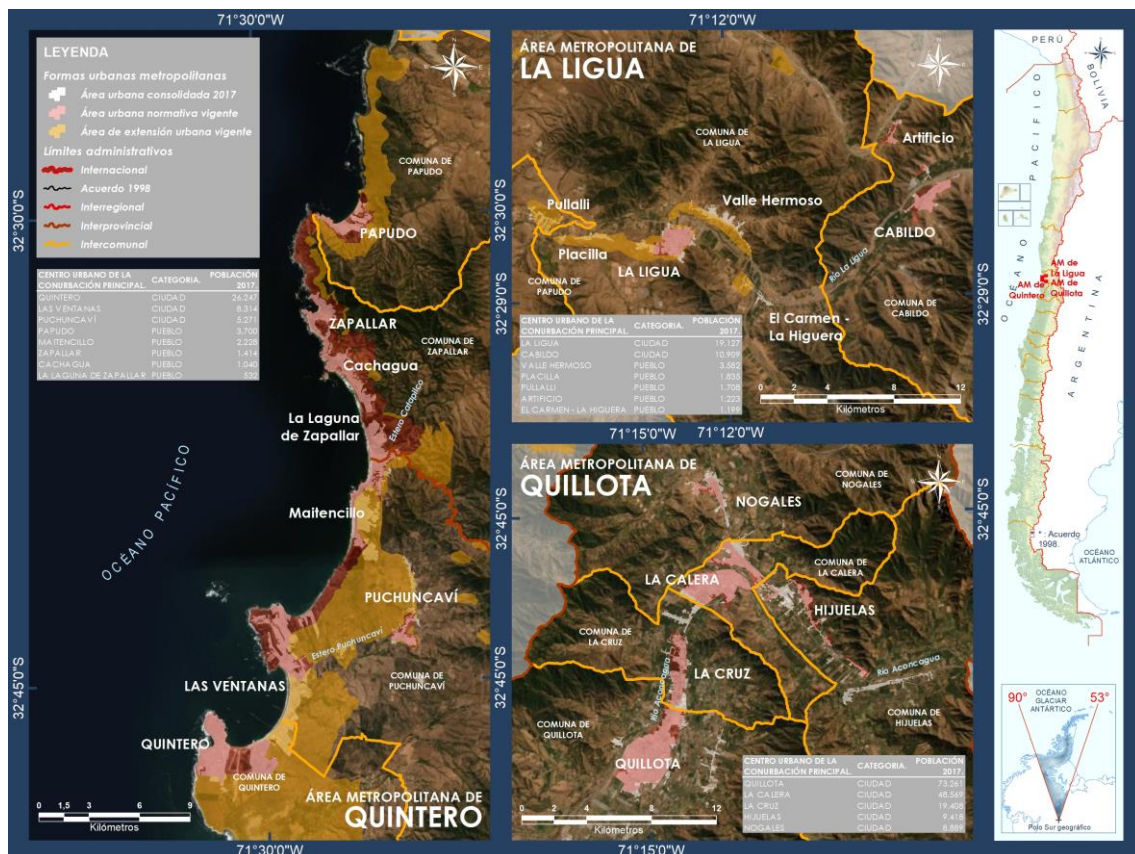 71°30'0"W
LEYENDA
Formas urbanas metropolitanas
Área urbana consolidada 2017
Área urbana normativa vigente
Área de extensión urbana vigente
Límites administrativos
Internacional
Acuerdo 1998
Interregional
Interprovincial
Intercomunal
CENTRO URBANO DE LA CONURBACIÓN PRINCIPAL. CATEGORIA. POBLACIÓN 2017.
QUINTERO CIUDAD 26.247
LAS VENTANAS CIUDAD 8.314
PUCHUNCAVÍ CIUDAD 5.271
PAPUDO PUEBLO 3.700
MAITENCILLO PUEBLO 2.228
ZAPALLAR PUEBLO 1.414
CACHAGUA PUEBLO 1.040
LA LAGUNA DE ZAPALLAR PUEBLO 532
32°30'0"S
32°45'0"S
COMUNA DE PAPUDO
PAPUDO
ZAPALLAR
COMUNA DE ZAPALLAR
Cachagua
La Laguna de Zapallar
Estero Catapilco
Maitencillo
OCÉANO PACÍFICO
PUCHUNCAVÍ
Estero Puchuncaví
COMUNA DE PUCHUNCAVÍ
LAS VENTANAS
QUINTERO
COMUNA DE QUINTERO
ÁREA METROPOLITANA DE
QUINTERO
0 1,5 3 6 9
Kilómetros
71°30'0"W
71°12'0"W
ÁREA METROPOLITANA DE
LA LIGUA
32°30'0"S
32°29'0"S
COMUNA DE LA LIGUA
Artificio
Pullalli
Valle Hermoso
CABILDO
Placilla
LA LIGUA
Río La Ligua
COMUNA DE PAPUDO
COMUNA DE CABILDO
El Carmen - La Higuera
CENTRO URBANO DE LA CONURBACIÓN PRINCIPAL. CATEGORIA. POBLACIÓN 2017.
LA LIGUA CIUDAD 19.127
CABILDO CIUDAD 10.909
VALLE HERMOSO PUEBLO 3.582
PLACILLA PUEBLO 1.835
PULLALLI PUEBLO 1.708
ARTIFICIO PUEBLO 1.223
EL CARMEN - LA HIGUERA PUEBLO 1.199
0 2 4 8 12
Kilómetros
71°15'0"W 71°12'0"W
ÁREA METROPOLITANA DE
QUILLOTA
32°45'0"S
32°45'0"S
NOGALES
COMUNA DE NOGALES
LA CALERA
COMUNA DE LA CALERA
HIJUELAS
COMUNA DE LA CRUZ
LA CRUZ
Río Aconcagua
Río Aconcagua
COMUNA DE HIJUELAS
COMUNA DE QUILLOTA
QUILLOTA
CENTRO URBANO DE LA CONURBACIÓN PRINCIPAL. CATEGORIA. POBLACIÓN 2017.
QUILLOTA CIUDAD 73.261
LA CALERA CIUDAD 48.569
LA CRUZ CIUDAD 19.408
HIJUELAS CIUDAD 9.418
NOGALES CIUDAD 8.889
0 2 4 8 12
Kilómetros
71°15'0"W
PERÚ
BOLIVIA
OCÉANO PACIFICO
AM de La Ligua
AM de Quintero
AM de Quillota
ARGENTINA
* : Acuerdo 1998.
OCÉANO ATLÁNTICO
90°
OCÉANO GLACIAR ANTÁRTICO
53°
Polo Sur geográfico